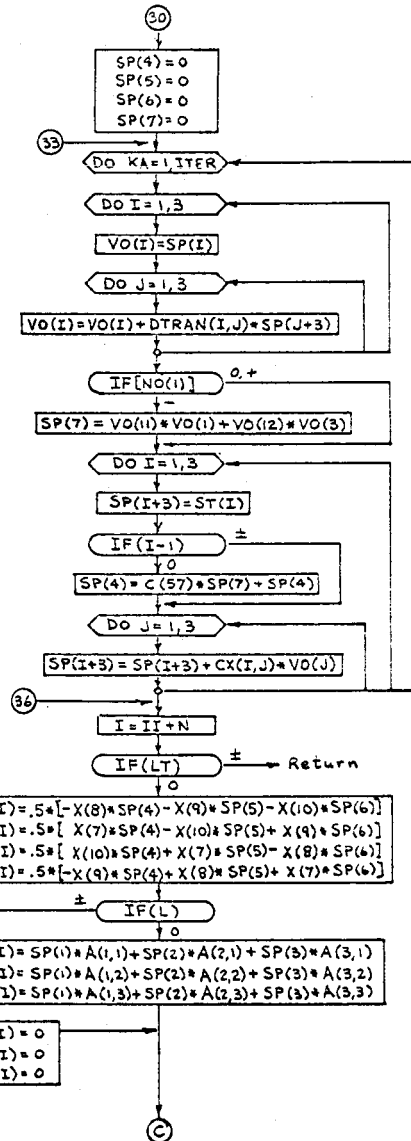 30
SP(4)=0
SP(5)=0
SP(6)=0
SP(7)=0
33
DO KA=1,ITER
DO I=1,3
VO(I)=SP(I)
DO J=1,3
VO(I)=VO(I)+DTRAN(I,J)*SP(J+3)
IF[NO(1)]
0,+
-
SP(7)=VO(11)*VO(1)+VO(12)*VO(3)
DO I=1,3
SP(I+3)=ST(I)
IF(I-1)
±
0
SP(4)=C(57)*SP(7)+SP(4)
DO J=1,3
SP(I+3)=SP(I+3)+CX(I,J)*VO(J)
36
I=II+N
IF(LT)
±
Return
0
I)=.5*[-X(8)*SP(4)-X(9)*SP(5)-X(10)*SP(6)]
I)=.5*[ X(7)*SP(4)-X(10)*SP(5)+X(9)*SP(6)]
I)=.5*[ X(10)*SP(4)+X(7)*SP(5)-X(8)*SP(6)]
I)=.5*[-X(9)*SP(4)+X(8)*SP(5)+X(7)*SP(6)]
±
IF(L)
0
I)=SP(1)*A(1,1)+SP(2)*A(2,1)+SP(3)*A(3,1)
I)=SP(1)*A(1,2)+SP(2)*A(2,2)+SP(3)*A(3,2)
I)=SP(1)*A(1,3)+SP(2)*A(2,3)+SP(3)*A(3,3)
I)=0
I)=0
I)=0
C